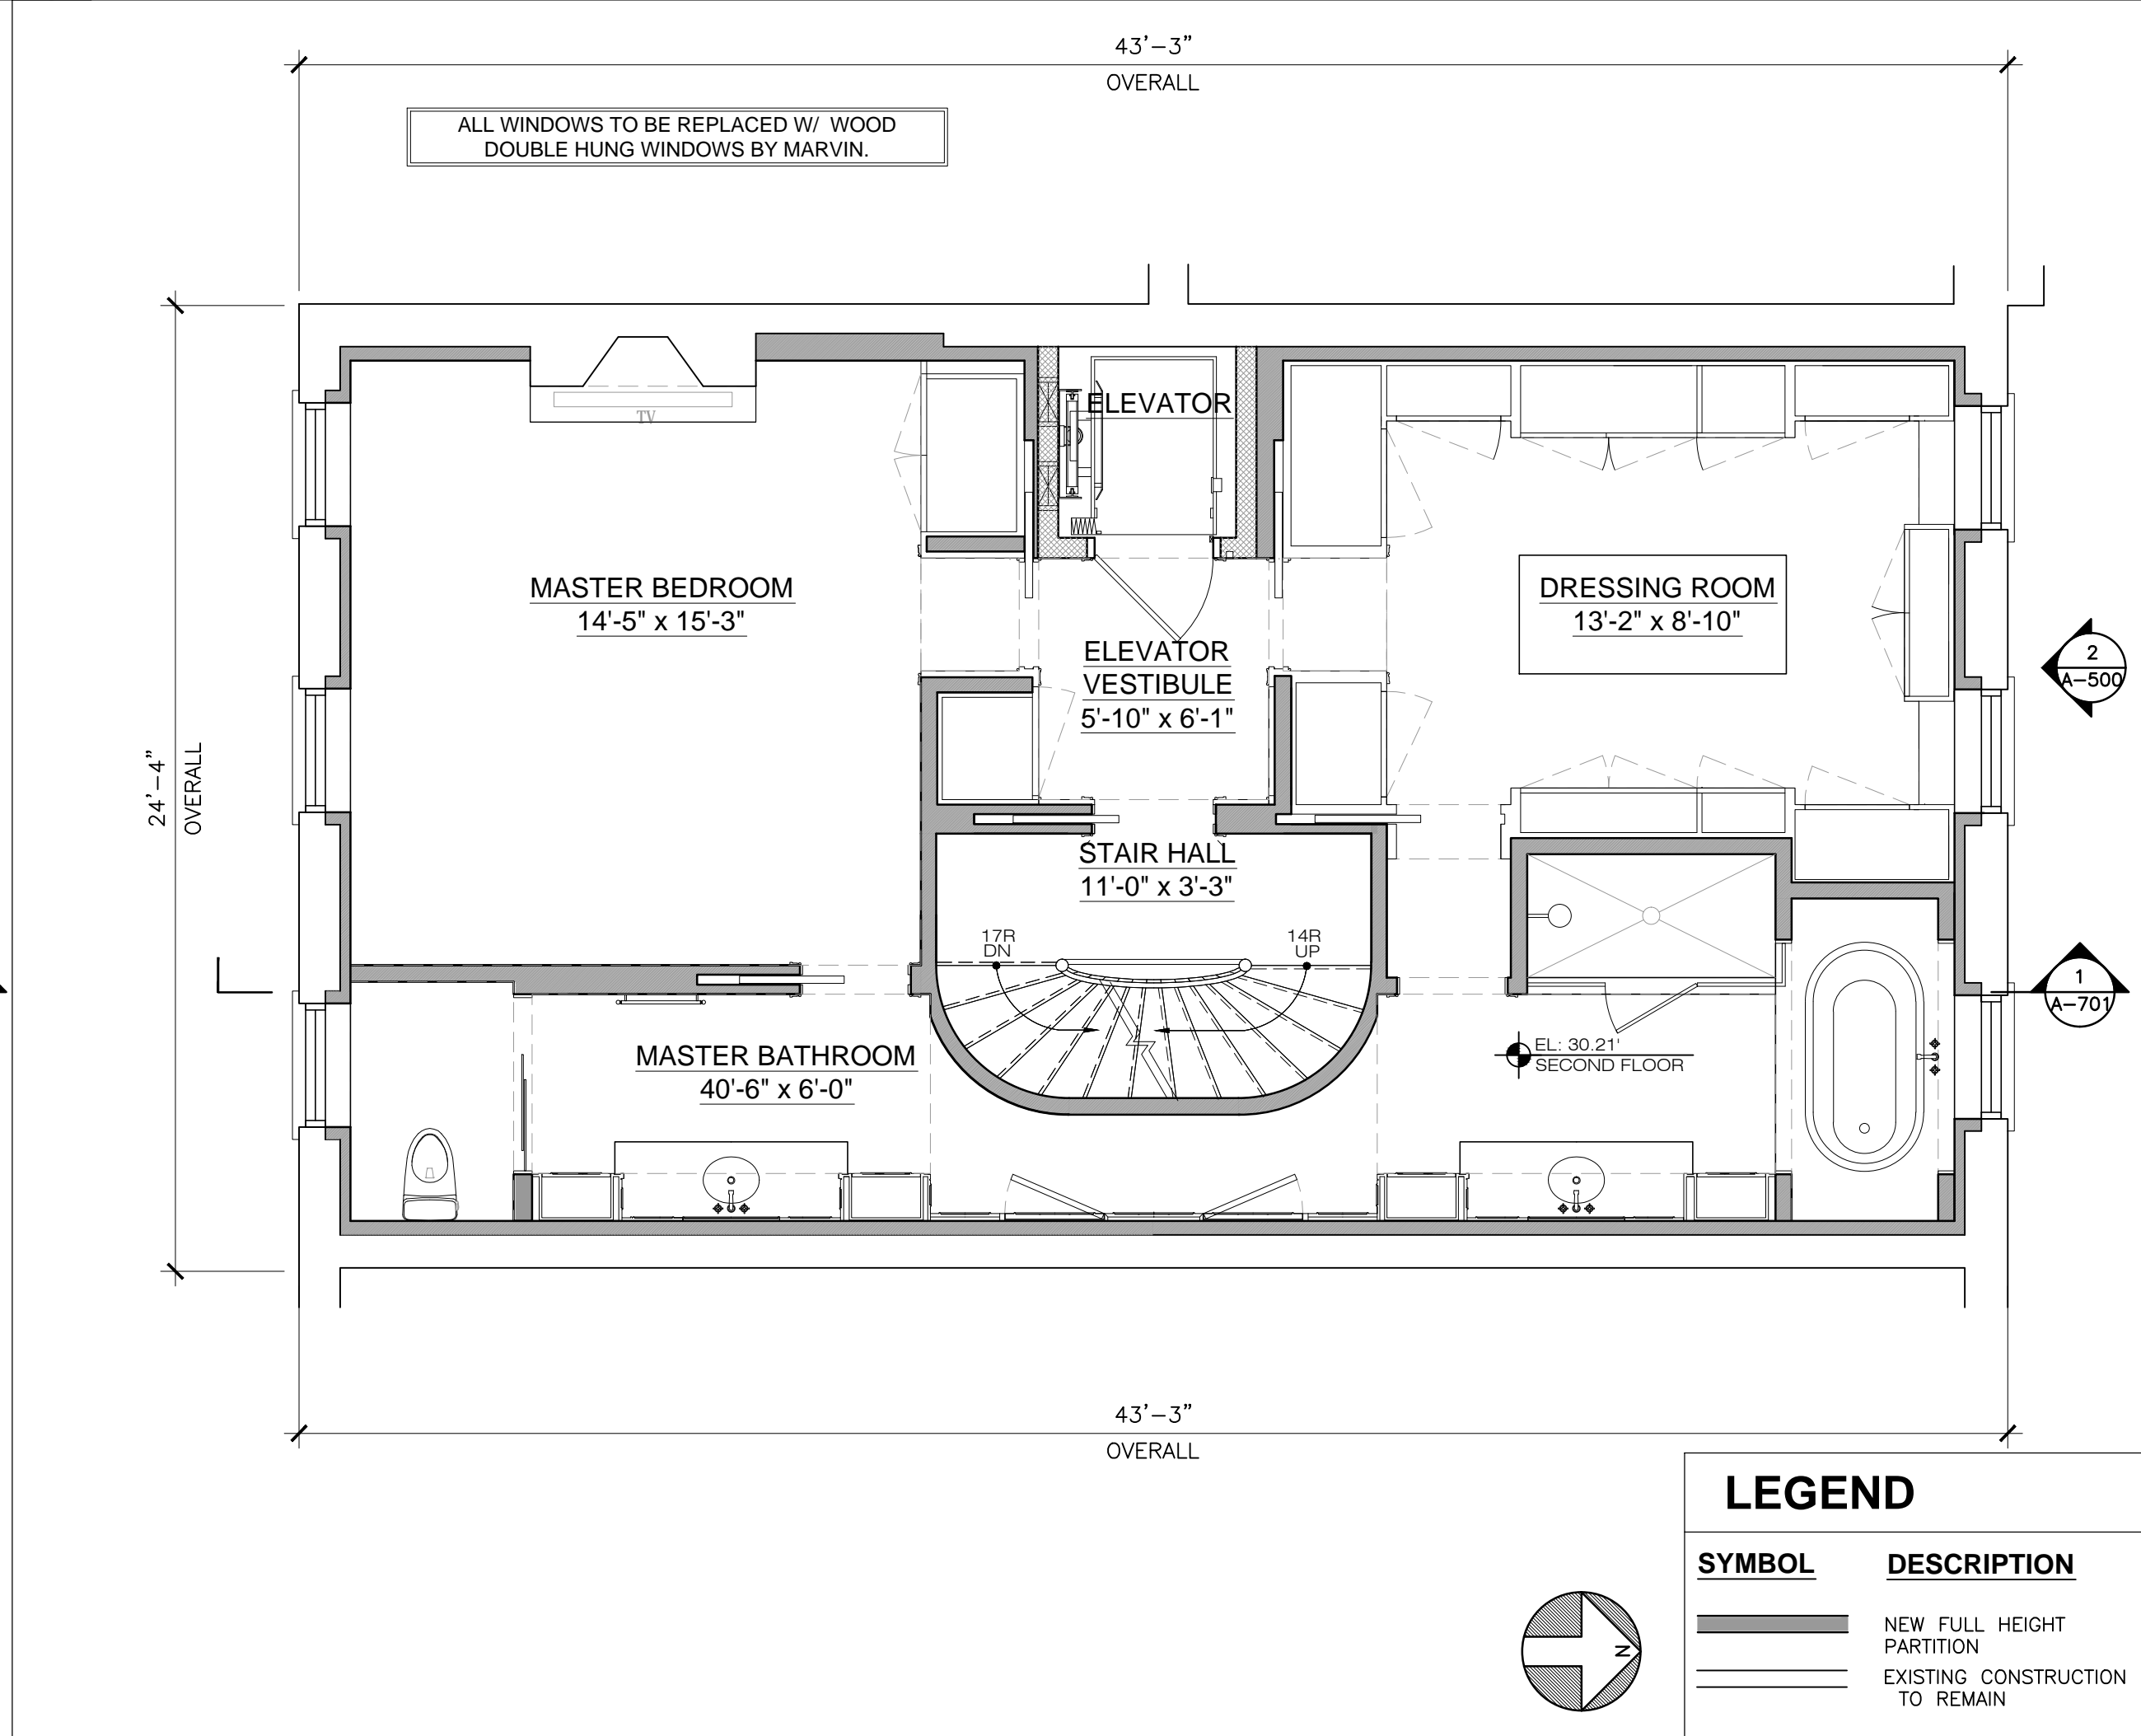 43'-3"
OVERALL
ALL WINDOWS TO BE REPLACED W/ WOOD
DOUBLE HUNG WINDOWS BY MARVIN.
ELEVATOR
TV
MASTER BEDROOM
14'-5" x 15'-3"
DRESSING ROOM
13'-2" x 8'-10"
ELEVATOR
VESTIBULE
5'-10" x 6'-1"
2
A-500
24'-4"
OVERALL
STAIR HALL
11'-0" x 3'-3"
17R
DN
14R
UP
1
A-701
MASTER BATHROOM
40'-6" x 6'-0"
EL: 30.21'
SECOND FLOOR
43'-3"
OVERALL
LEGEND
SYMBOL DESCRIPTION
NEW FULL HEIGHT
PARTITION
EXISTING CONSTRUCTION
TO REMAIN
N